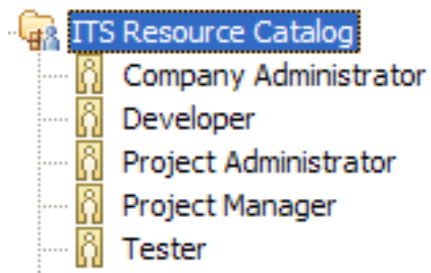 ITS Resource Catalog
Company Administrator
Developer
Project Administrator
Project Manager
Tester